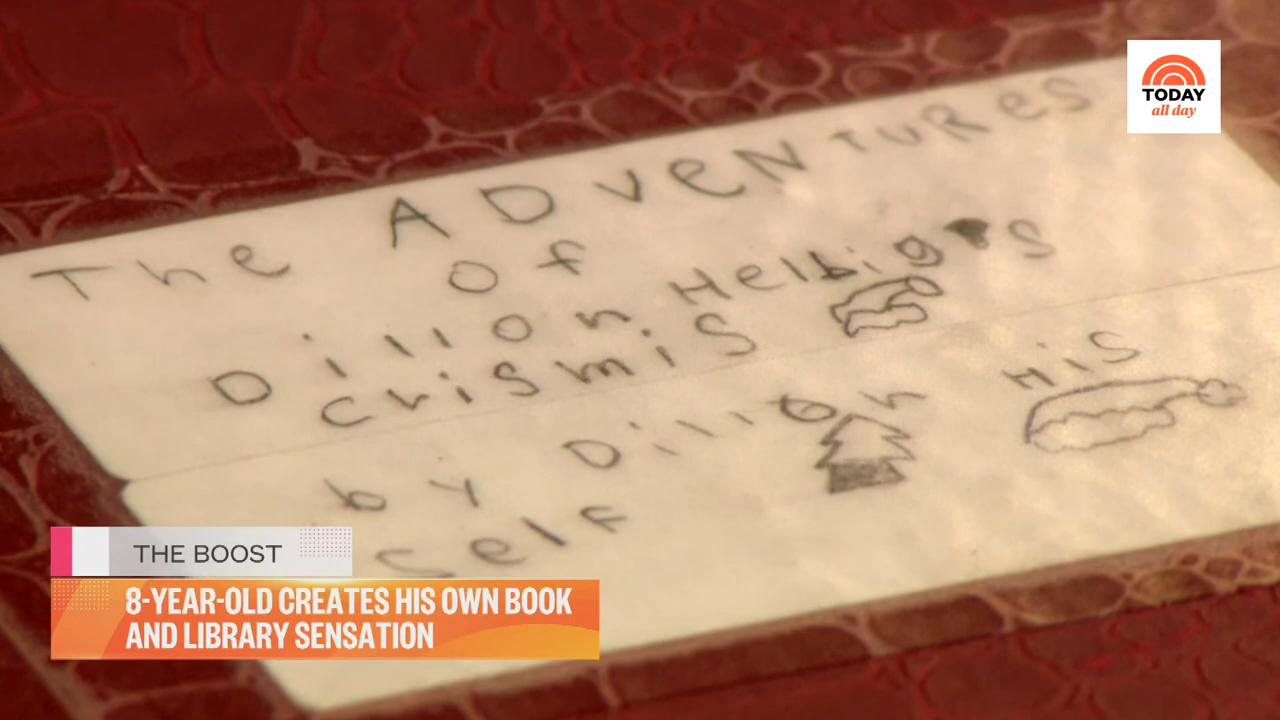 TODAY
all day
The ADVeNTuRes
of
Dillon Helbig's
crismis
by Dillon His
Self
THE BOOST
8-YEAR-OLD CREATES HIS OWN BOOK
AND LIBRARY SENSATION